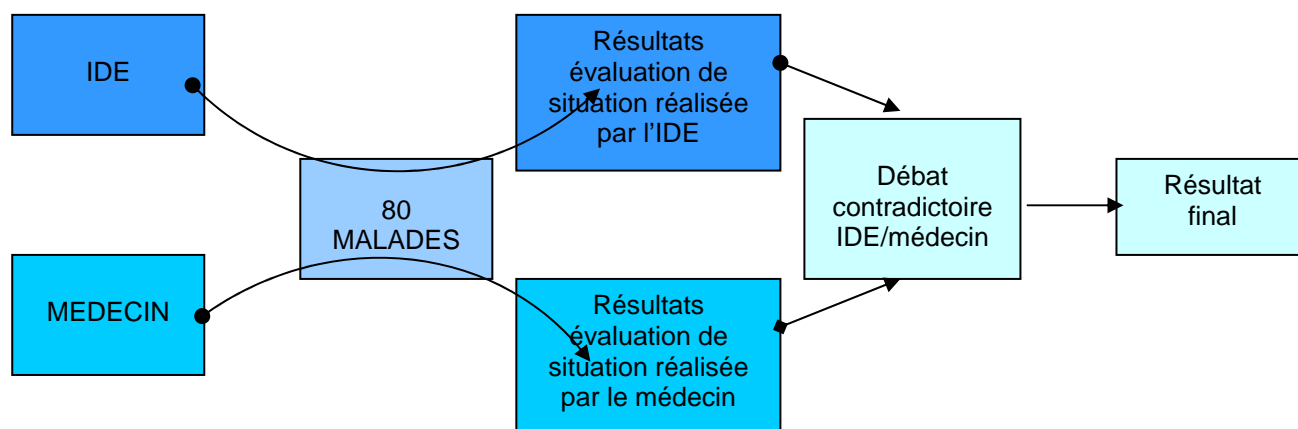 IDE
Résultats
évaluation de
situation réalisée
par l'IDE
80
MALADES
Débat
contradictoire
IDE/médecin
Résultat
final
MEDECIN
Résultats
évaluation de
situation réalisée
par le médecin